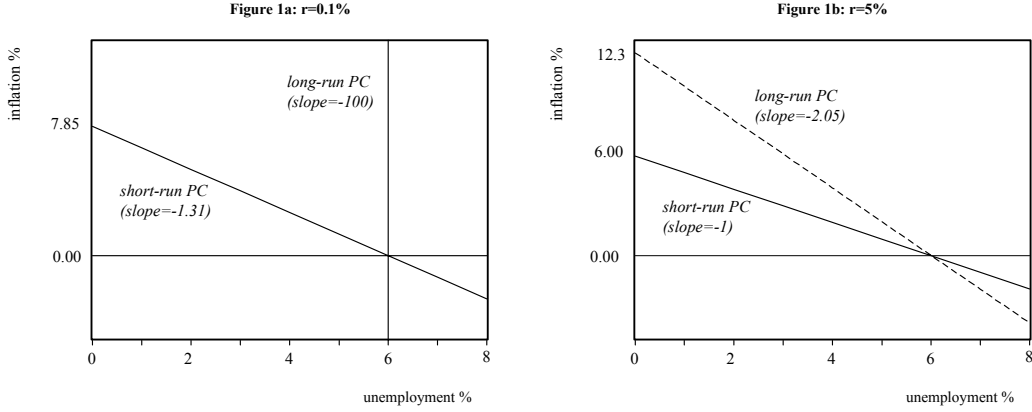 Figure 1a: r=0.1%
inflation %
7.85
0.00
long-run PC
(slope=-100)
short-run PC
(slope=-1.31)
0
2
4
6
8
unemployment %
Figure 1b: r=5%
inflation %
12.3
6.00
0.00
long-run PC
(slope=-2.05)
short-run PC
(slope=-1)
0
2
4
6
8
unemployment %